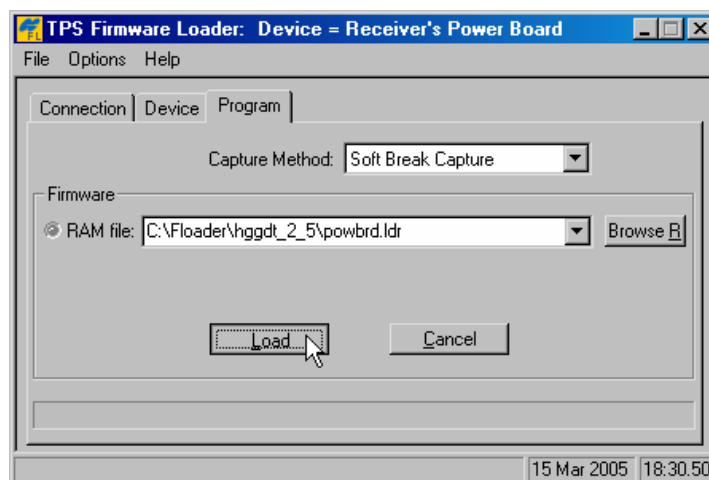 FL TPS Firmware Loader: Device = Receiver's Power Board
File Options Help
Connection Device Program
Capture Method: Soft Break Capture
Firmware
RAM file: C:\Floader\hggdt_2_5\powbrd.ldr Browse R
Load Cancel
15 Mar 2005 18:30.50